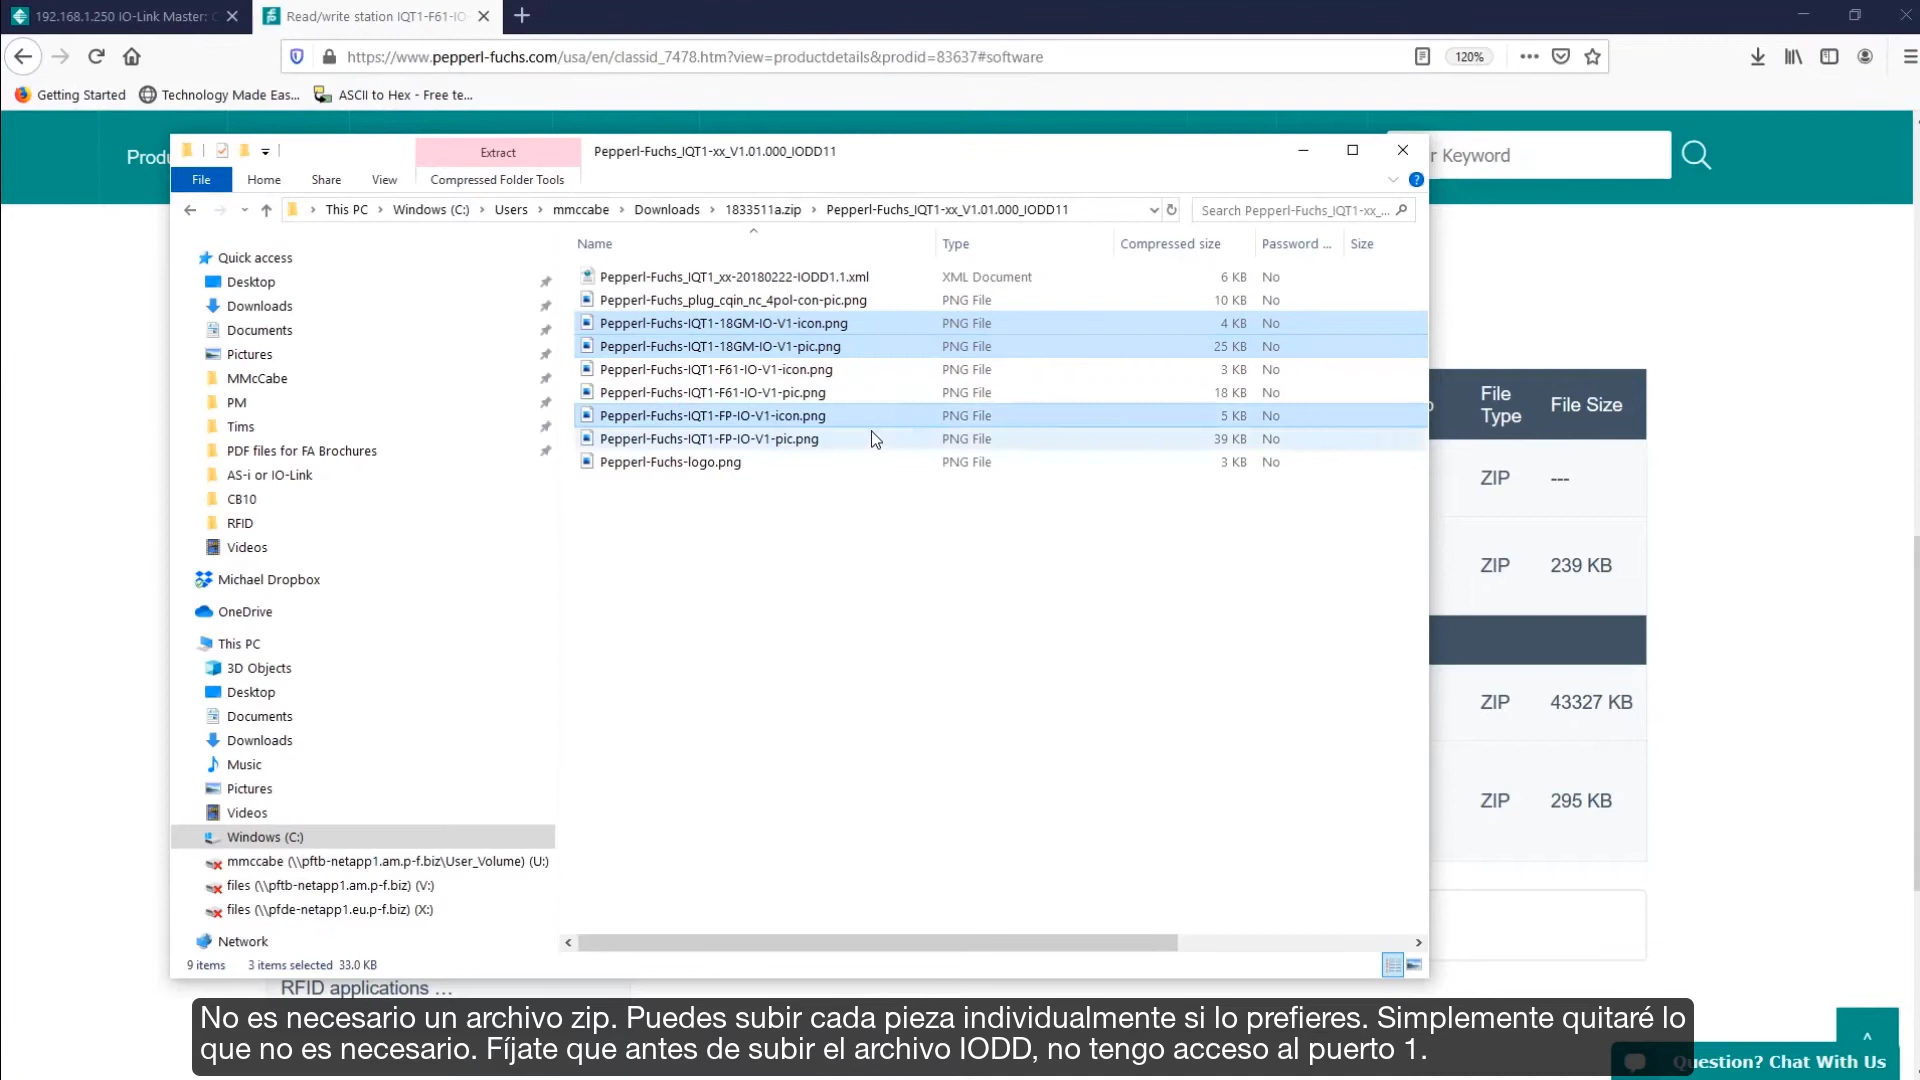 192.168.1.250 IO-Link Master: C
Read/write station IQT1-F61-IO-
https://www.pepperl-fuchs.com/usa/en/classid_7478.htm?view=productdetails&prodid=83637#software
120%
Getting Started
Technology Made Eas...
ASCII to Hex - Free te...
Produ
r Keyword
Extract
Pepperl-Fuchs_IQT1-xx_V1.01.000_IODD11
File
Home
Share
View
Compressed Folder Tools
This PC > Windows (C:) > Users > mmccabe > Downloads > 1833511a.zip > Pepperl-Fuchs_IQT1-xx_V1.01.000_IODD11
Search Pepperl-Fuchs_IQT1-xx_...
Name Type Compressed size Password ... Size
Pepperl-Fuchs_IQT1_xx-20180222-IODD1.1.xml XML Document 6 KB No
Pepperl-Fuchs_plug_cqin_nc_4pol-con-pic.png PNG File 10 KB No
Pepperl-Fuchs-IQT1-18GM-IO-V1-icon.png PNG File 4 KB No
Pepperl-Fuchs-IQT1-18GM-IO-V1-pic.png PNG File 25 KB No
Pepperl-Fuchs-IQT1-F61-IO-V1-icon.png PNG File 3 KB No
Pepperl-Fuchs-IQT1-F61-IO-V1-pic.png PNG File 18 KB No
Pepperl-Fuchs-IQT1-FP-IO-V1-icon.png PNG File 5 KB No
Pepperl-Fuchs-IQT1-FP-IO-V1-pic.png PNG File 39 KB No
Pepperl-Fuchs-logo.png PNG File 3 KB No
Quick access
Desktop
Downloads
Documents
Pictures
MMcCabe
PM
Tims
PDF files for FA Brochures
AS-i or IO-Link
CB10
RFID
Videos
Michael Dropbox
OneDrive
This PC
3D Objects
Desktop
Documents
Downloads
Music
Pictures
Videos
Windows (C:)
mmccabe (\\pftb-netapp1.am.p-f.biz\User_Volume) (U:)
files (\\pftb-netapp1.am.p-f.biz) (V:)
files (\\pfde-netapp1.eu.p-f.biz) (X:)
Network
9 items 3 items selected 33.0 KB
File Type
File Size
ZIP ---
ZIP 239 KB
ZIP 43327 KB
ZIP 295 KB
RFID applications ...
No es necesario un archivo zip. Puedes subir cada pieza individualmente si lo prefieres. Simplemente quitaré lo
que no es necesario. Fíjate que antes de subir el archivo IODD, no tengo acceso al puerto 1.
Question? Chat With Us